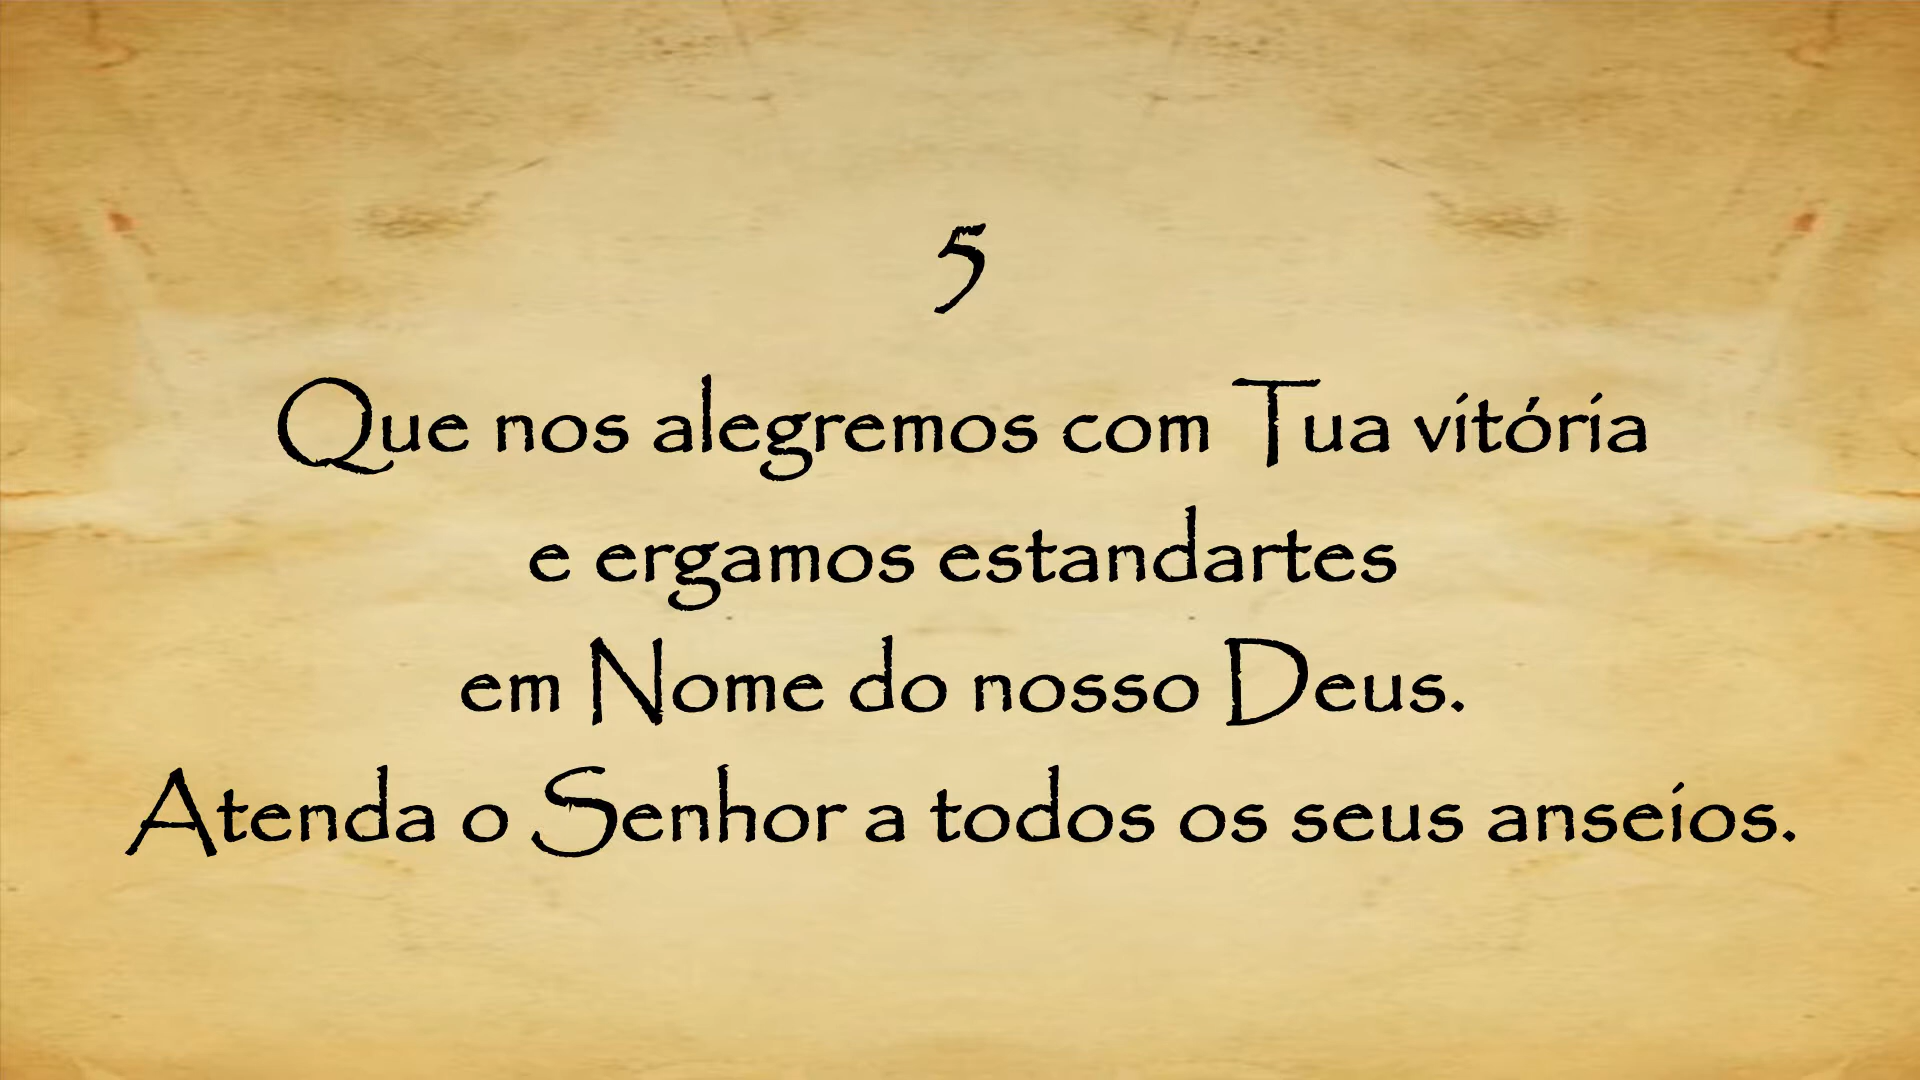 5
Que nos alegremos com Tua vitória
e ergamos estandartes
em Nome do nosso Deus.
Atenda o Senhor a todos os seus anseios.